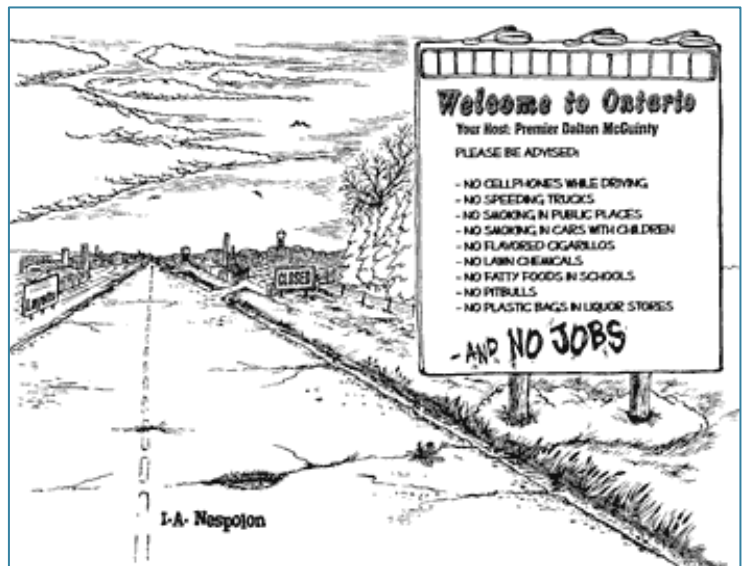 Welcome to Ontario
Your Host: Premier Dalton McGuinty
PLEASE BE ADVISED:
- NO CELLPHONES WHILE DRIVING
- NO SPEEDING TRUCKS
- NO SMOKING IN PUBLIC PLACES
- NO SMOKING IN CARS WITH CHILDREN
- NO FLAVORED CIGARILLOS
- NO LAWN CHEMICALS
- NO FATTY FOODS IN SCHOOLS
- NO PITBULLS
- NO PLASTIC BAGS IN LIQUOR STORES
- AND NO JOBS
Layoffs
CLOSED
I-A- Nespolon